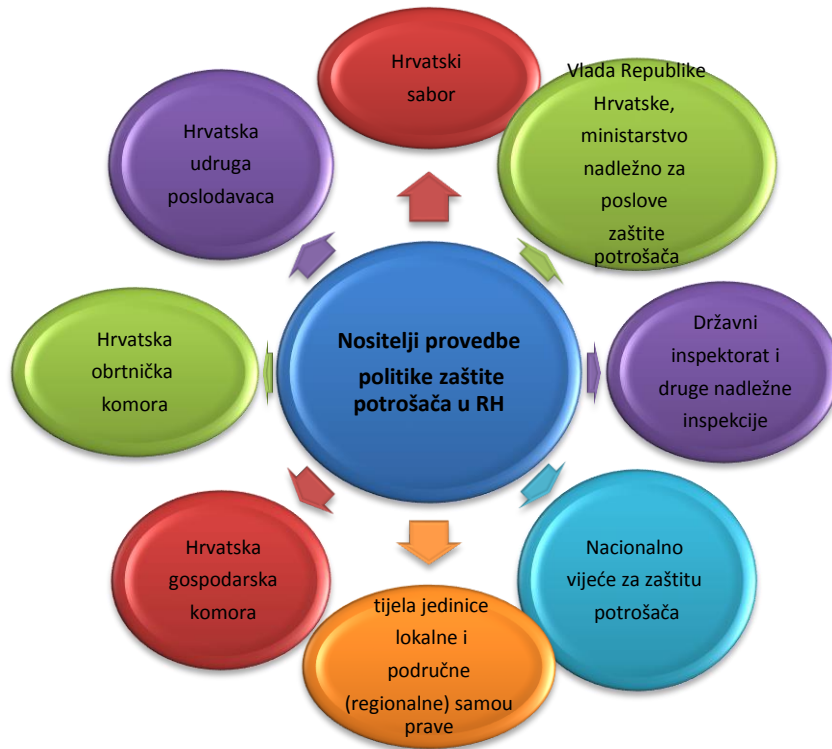 Hrvatski
sabor
Vlada Republike
Hrvatske,
ministarstvo
nadležno za
poslove
zaštite
potrošača
Državni
inspektorat i
druge nadležne
inspekcije
Nacionalno
vijeće za zaštitu
potrošača
tijela jedinice
lokalne i
područne
(regionalne) samou
prave
Hrvatska
gospodarska
komora
Hrvatska
obrtnička
komora
Hrvatska
udruga
poslodavaca
Nositelji provedbe
politike zaštite
potrošača u RH